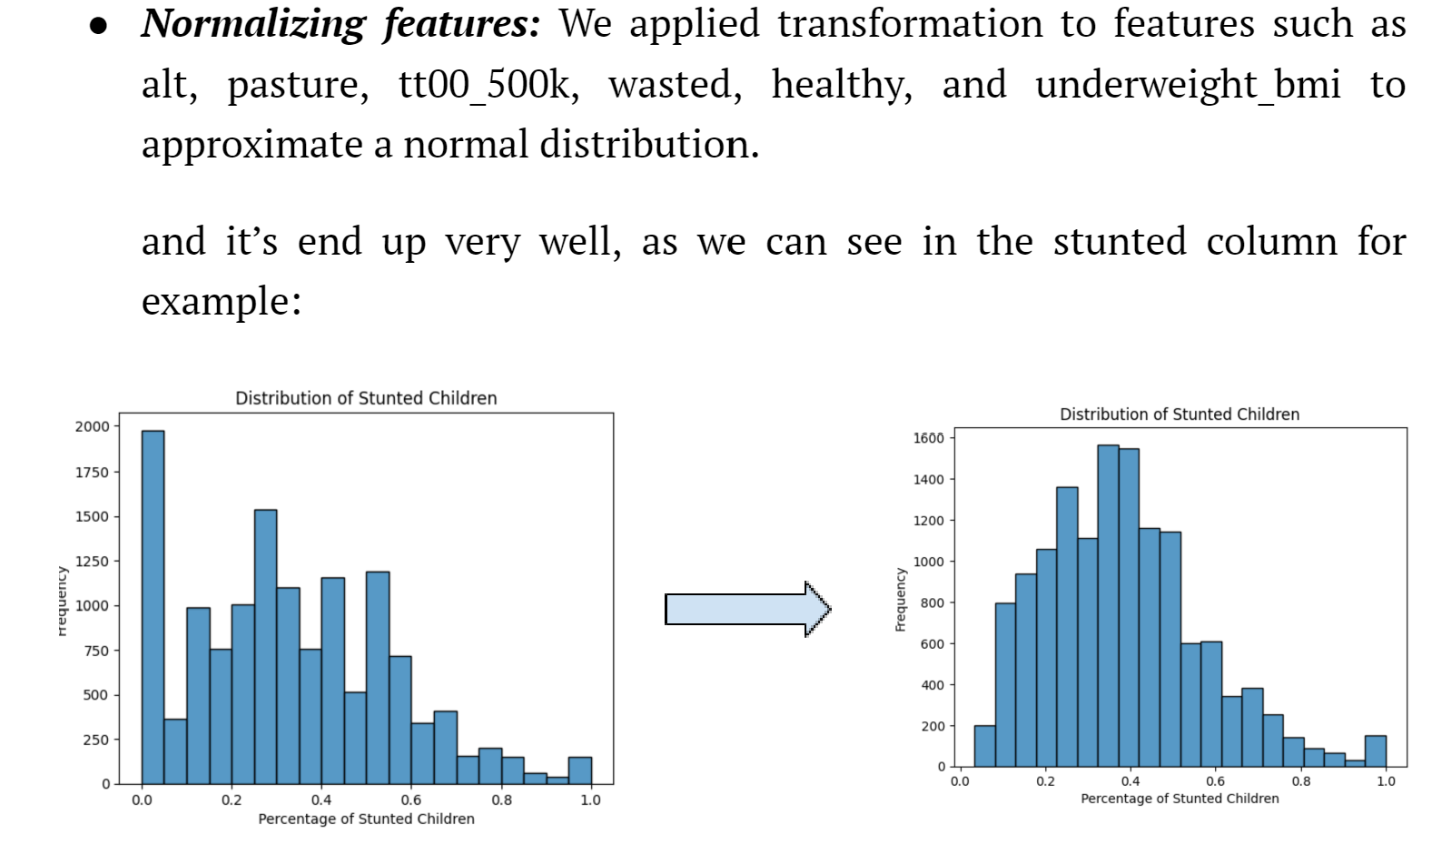 ● Normalizing features: We applied transformation to features such as
alt, pasture, tt00_500k, wasted, healthy, and underweight_bmi to
approximate a normal distribution.
and it’s end up very well, as we can see in the stunted column for
example:
Distribution of Stunted Children
2000
1750
1500
1250
1000
750
500
250
0
Frequency
0.0 0.2 0.4 0.6 0.8 1.0
Percentage of Stunted Children
Distribution of Stunted Children
1600
1400
1200
1000
800
600
400
200
0
Frequency
0.0 0.2 0.4 0.6 0.8 1.0
Percentage of Stunted Children